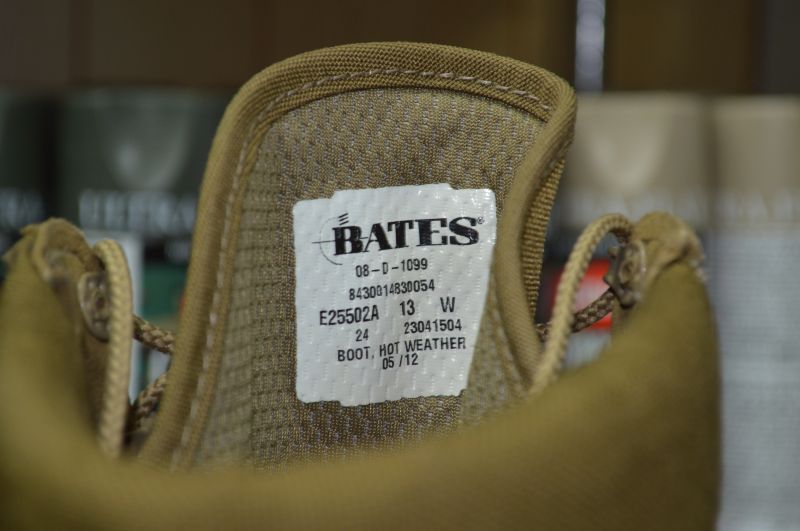 BATES®
08-D-1099
8430014830054
E25502A 13 W
24 23041504
BOOT, HOT WEATHER
05/12